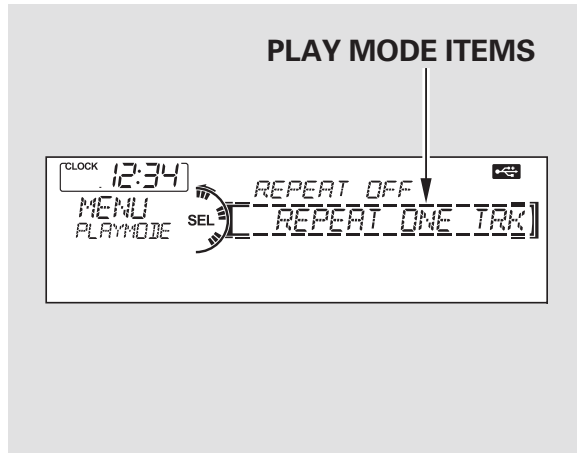 PLAY MODE ITEMS
CLOCK 12:34
REPEAT OFF
MENU
SEL
REPEAT ONE TRK
PLAYMODE